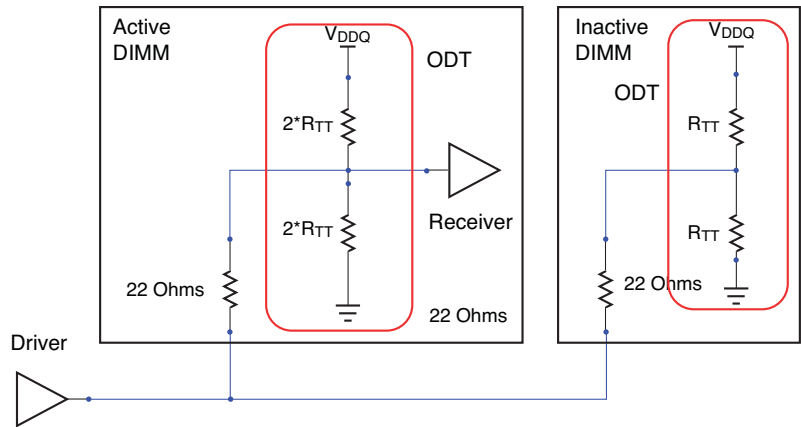 Active
DIMM
VDDQ
ODT
2*RTT
Receiver
2*RTT
22 Ohms
22 Ohms
Inactive
DIMM
VDDQ
ODT
RTT
RTT
22 Ohms
Driver